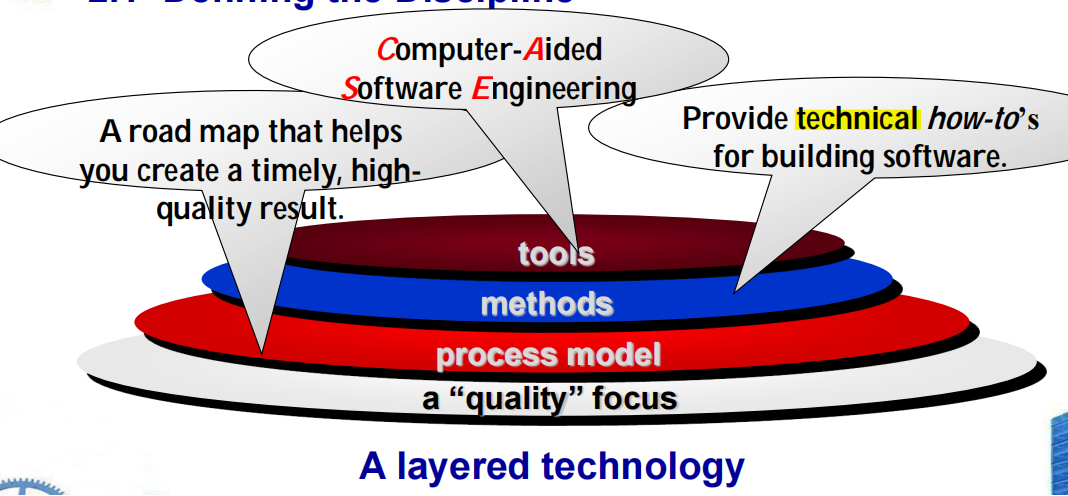 Defining the Discipline
Computer-Aided
Software Engineering
A road map that helps
you create a timely, high-
quality result.
Provide technical how-to’s
for building software.
tools
methods
process model
a “quality” focus
A layered technology